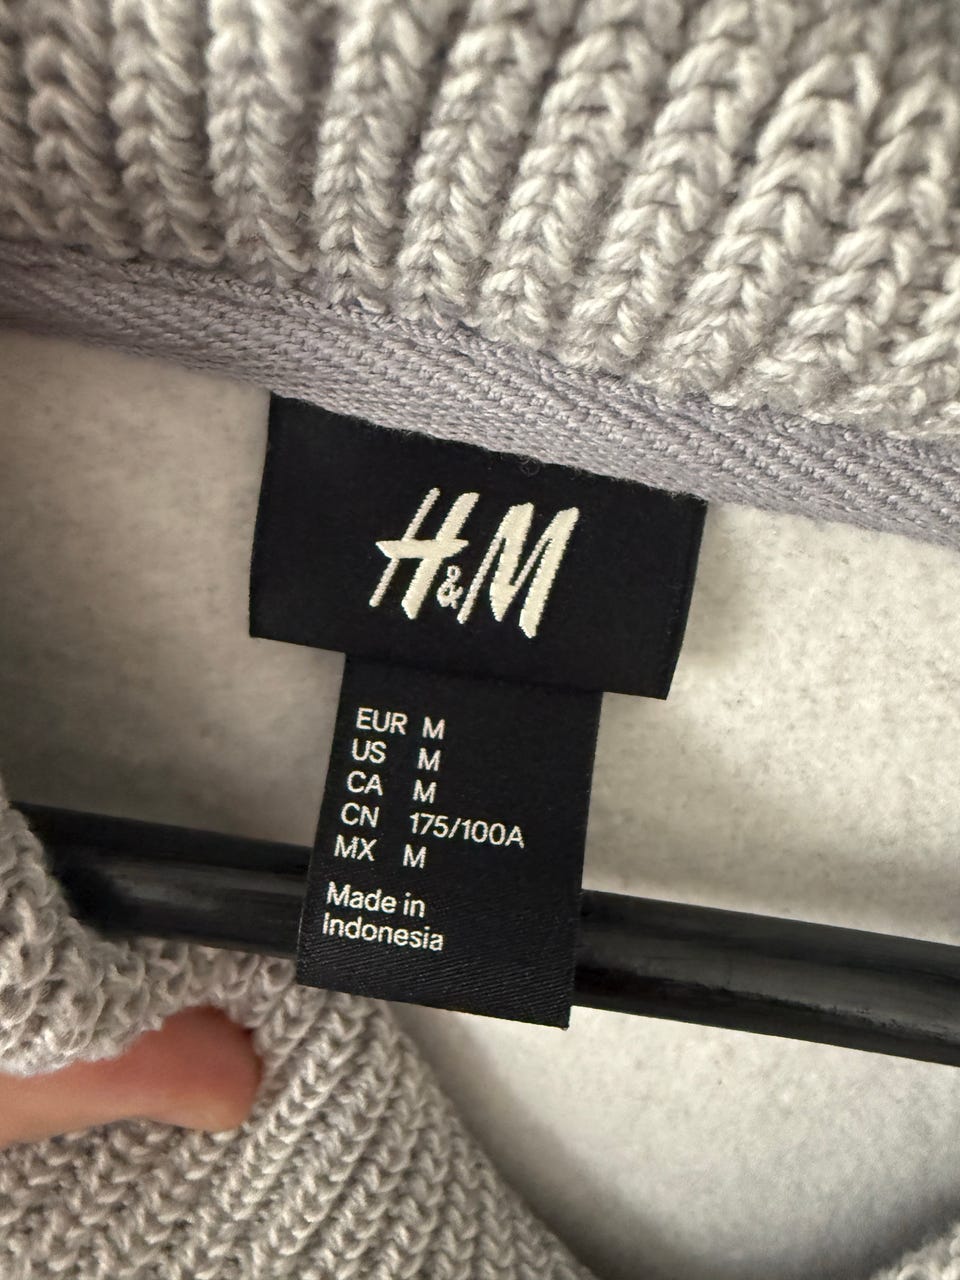 H&M
EUR M
US M
CA M
CN 175/100A
MX M
Made in
Indonesia